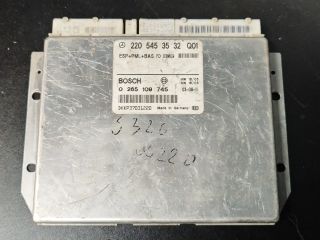 220 545 35 32 Q01
ESP+PML+BAS
BOSCH
0 265 109 745
Made in Germany
S320
W220